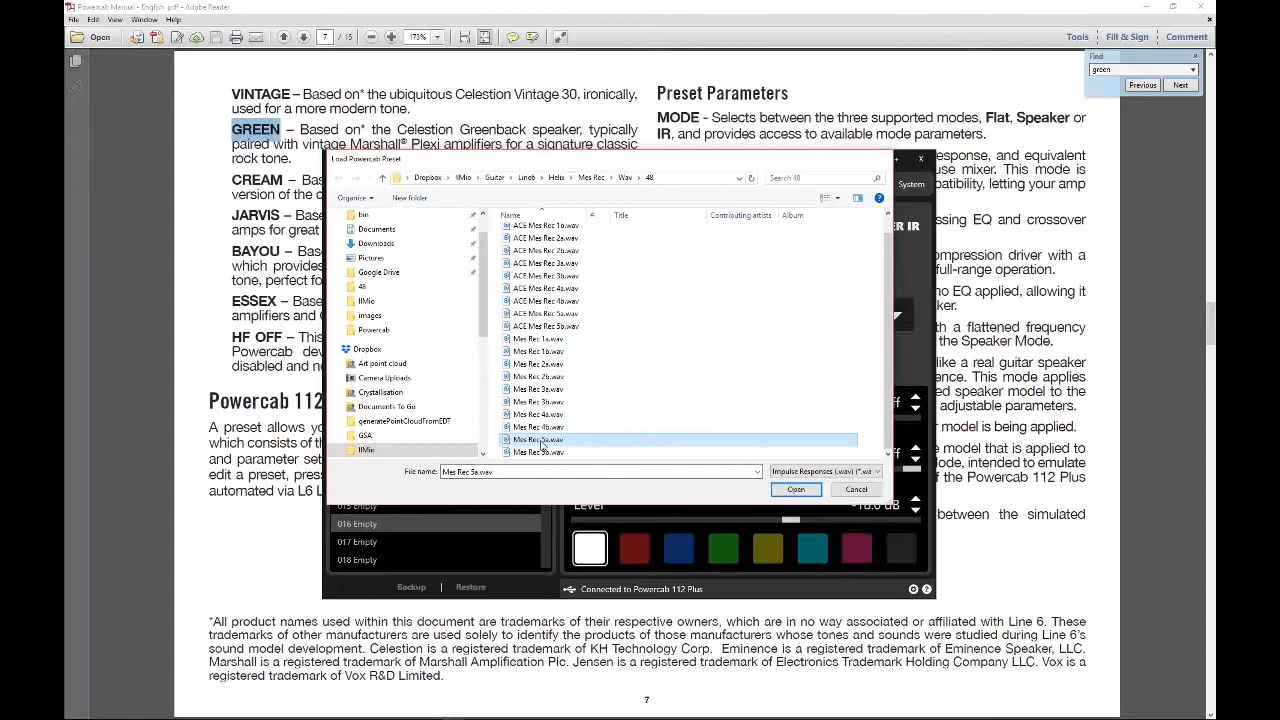 Powercab Manual - English .pdf - Adobe Reader
File Edit View Window Help
Open 7 / 15 173% Tools Fill & Sign Comment
Find
green
Previous Next
VINTAGE – Based on* the ubiquitous Celestion Vintage 30, ironically,
used for a more modern tone.
GREEN – Based on* the Celestion Greenback speaker, typically
paired with vintage Marshall® Plexi amplifiers for a signature classic
rock tone.
CREAM – Ba
version of the c
JARVIS – Base
amps for great
BAYOU – Base
which provides
tone, perfect fo
ESSEX – Base
amplifiers and
HF OFF – This
Powercab dev
disabled and n
Powercab 112
A preset allows yo
which consists of th
and parameter set
edit a preset, press
automated via L6 L
Preset Parameters
MODE - Selects between the three supported modes, Flat, Speaker or
IR, and provides access to available mode parameters.
response, and equivalent
use mixer. This mode is
patibility, letting your amp
ssing EQ and crossover
compression driver with a
full-range operation.
no EQ applied, allowing it
ker.
th a flattened frequency
the Speaker Mode.
like a real guitar speaker
ence. This mode applies
ed speaker model to the
adjustable parameters.
r model is being applied.
he model that is applied to
ode, intended to emulate
f the Powercab 112 Plus
between the simulated
Load Powercab Preset
Dropbox IlMio Guitar Line6 Helix Mes Rec Wav 48
Search 48
Organize New folder
Name # Title Contributing artists Album
bin
Documents
Downloads
Pictures
Google Drive
48
IlMio
images
Powercab
Dropbox
Art point cloud
Camera Uploads
Crystallisation
Documents To Go
generatePointCloudFromEDT
GSA
IlMio
ACE Mes Rec 1b.wav
ACE Mes Rec 2a.wav
ACE Mes Rec 2b.wav
ACE Mes Rec 3a.wav
ACE Mes Rec 3b.wav
ACE Mes Rec 4a.wav
ACE Mes Rec 4b.wav
ACE Mes Rec 5a.wav
ACE Mes Rec 5b.wav
Mes Rec 1a.wav
Mes Rec 1b.wav
Mes Rec 2a.wav
Mes Rec 2b.wav
Mes Rec 3a.wav
Mes Rec 3b.wav
Mes Rec 4a.wav
Mes Rec 4b.wav
Mes Rec 5a.wav
Mes Rec 5b.wav
File name: Mes Rec 5a.wav Impulse Responses (.wav) (*.wa
Open Cancel
System
ER IR
ff
ff
Level -18.0 dB
015 Empty
016 Empty
017 Empty
018 Empty
Backup | Restore
Connected to Powercab 112 Plus
*All product names used within this document are trademarks of their respective owners, which are in no way associated or affiliated with Line 6. These
trademarks of other manufacturers are used solely to identify the products of those manufacturers whose tones and sounds were studied during Line 6's
sound model development. Celestion is a registered trademark of KH Technology Corp. Eminence is a registered trademark of Eminence Speaker, LLC.
Marshall is a registered trademark of Marshall Amplification Plc. Jensen is a registered trademark of Electronics Trademark Holding Company LLC. Vox is a
registered trademark of Vox R&D Limited.
7